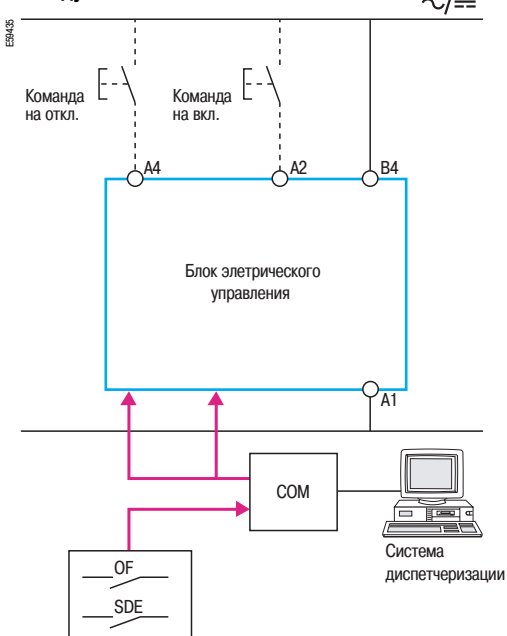 E59435
Команда
на откл.
Команда
на вкл.
A4
A2
B4
Блок элетрического
управления
A1
COM
Система
диспетчеризации
OF
SDE